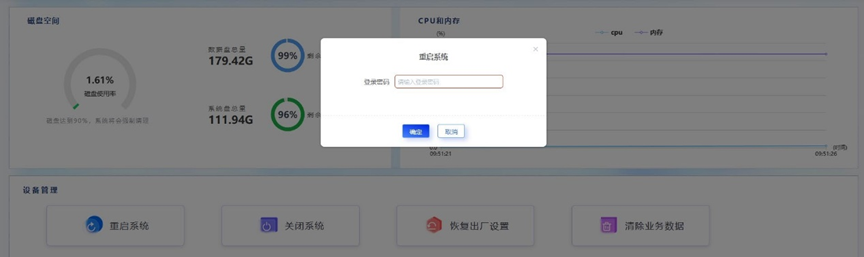 磁盘空间
1.61%
磁盘使用率
磁盘达到90%，系统将会强制清理
数据盘总量
179.42G
99%
剩余
系统盘总量
111.94G
96%
剩余
CPU和内存
(%)
cpu
内存
0.0
09:51:21
09:51:26
(时间)
重启系统
登录密码
请输入登录密码
确定
取消
设备管理
重启系统
关闭系统
恢复出厂设置
清除业务数据